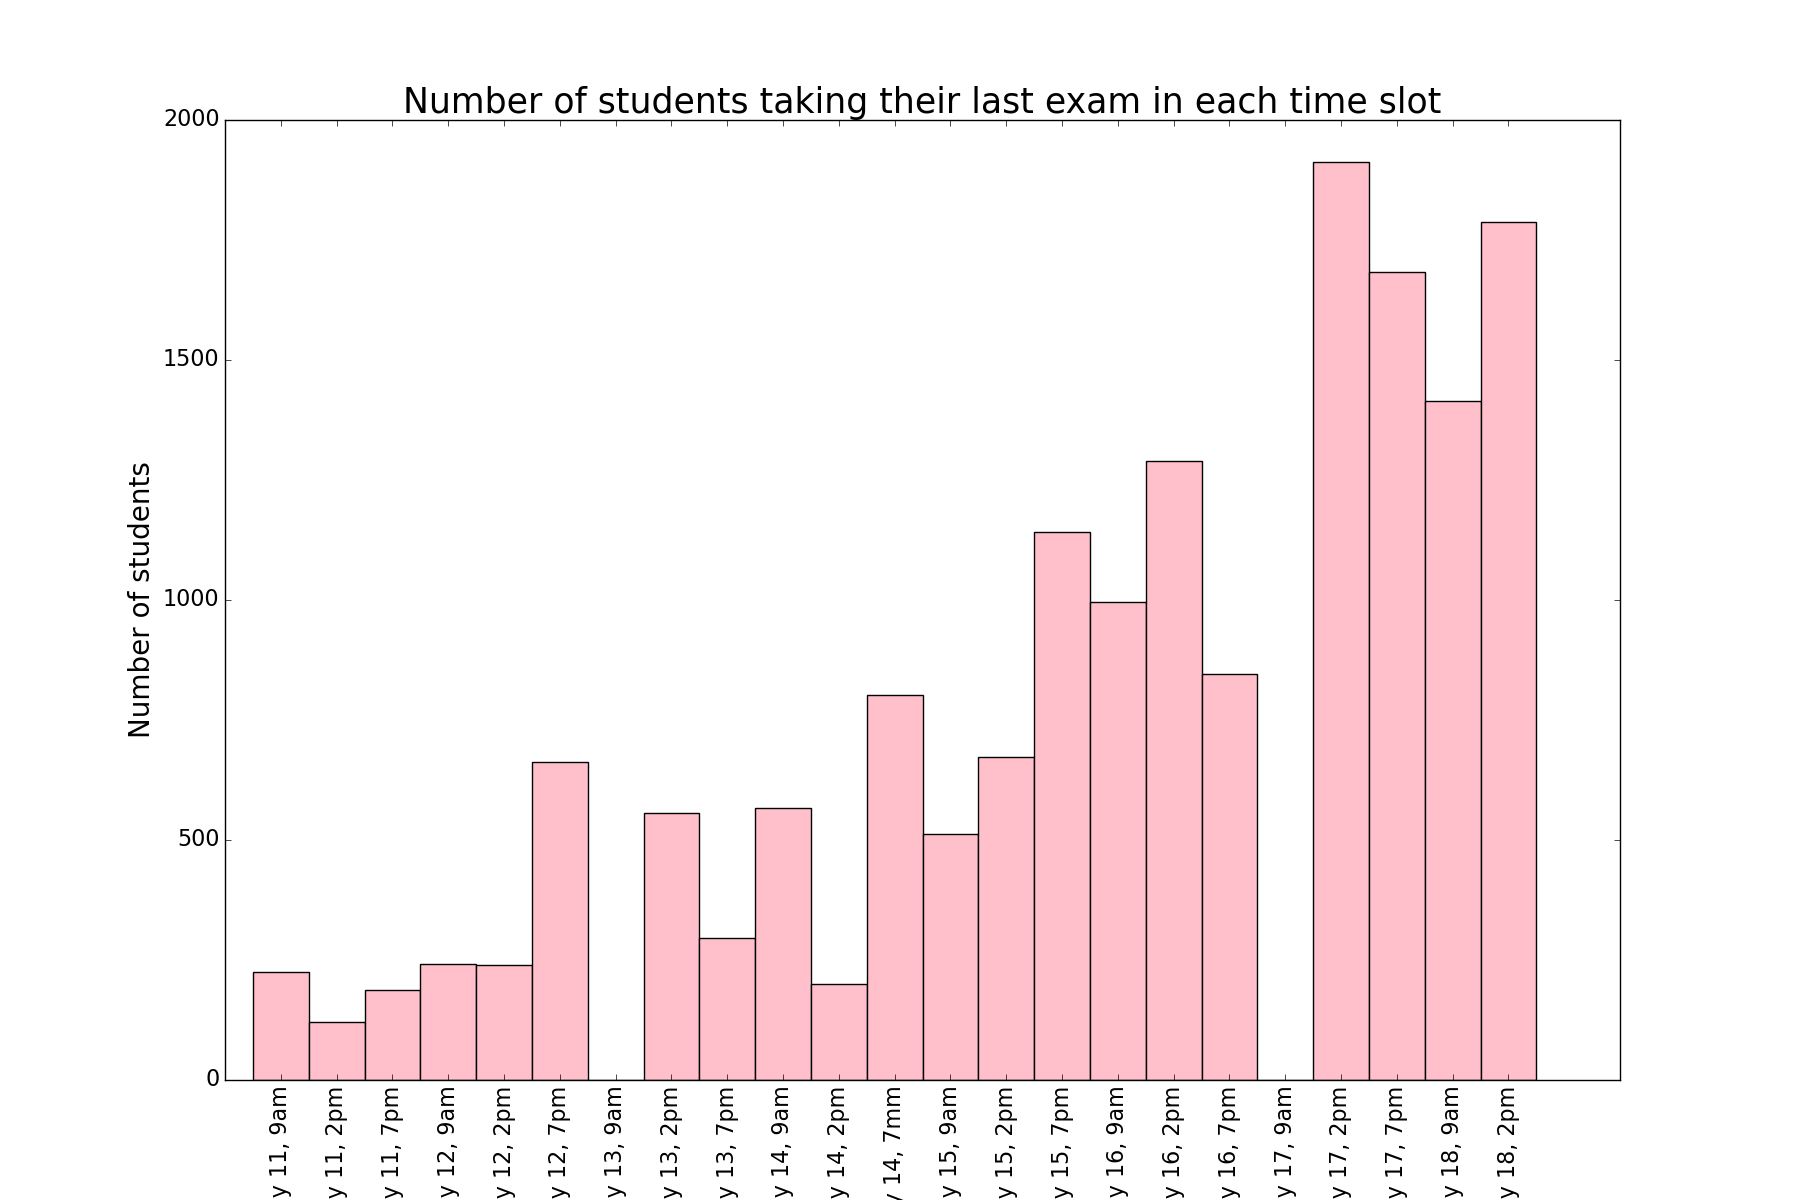 Number of students taking their last exam in each time slot
Number of students
2000
1500
1000
500
0
y 11, 9am
y 11, 2pm
y 11, 7pm
y 12, 9am
y 12, 2pm
y 12, 7pm
y 13, 9am
y 13, 2pm
y 13, 7pm
y 14, 9am
y 14, 2pm
y 14, 7mm
y 15, 9am
y 15, 2pm
y 15, 7pm
y 16, 9am
y 16, 2pm
y 16, 7pm
y 17, 9am
y 17, 2pm
y 17, 7pm
y 18, 9am
y 18, 2pm